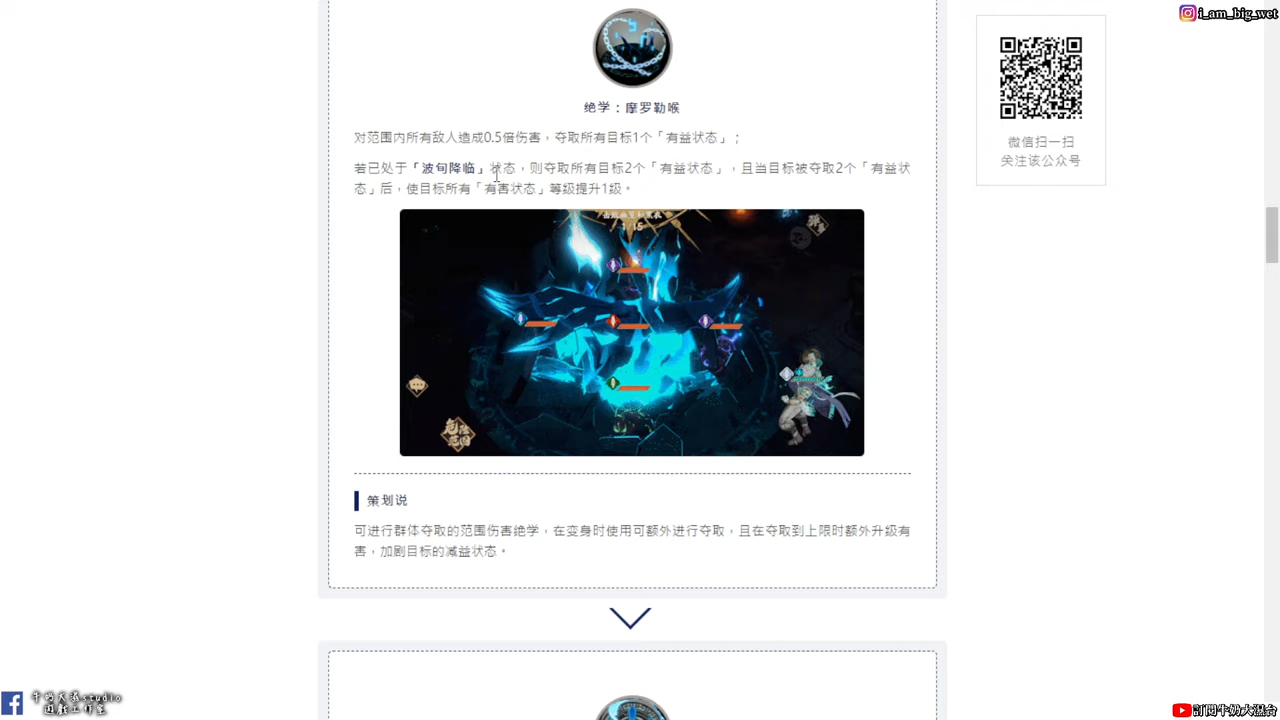 i_am_big_wet
绝学：摩罗勒喉
对范围内所有敌人造成0.5倍伤害，夺取所有目标1个「有益状态」；
若已处于「波旬降临」状态，则夺取所有目标2个「有益状态」，且当目标被夺取2个「有益状
态」后，使目标所有「有害状态」等级提升1级。
微信扫一扫
关注该公众号
1/15
策划说
可进行群体夺取的范围伤害绝学，在变身时使用可额外进行夺取，且在夺取到上限时额外升级有
害，加剧目标的减益状态。
牛奶大混studio
遊戲工作室
訂閱牛奶大混台